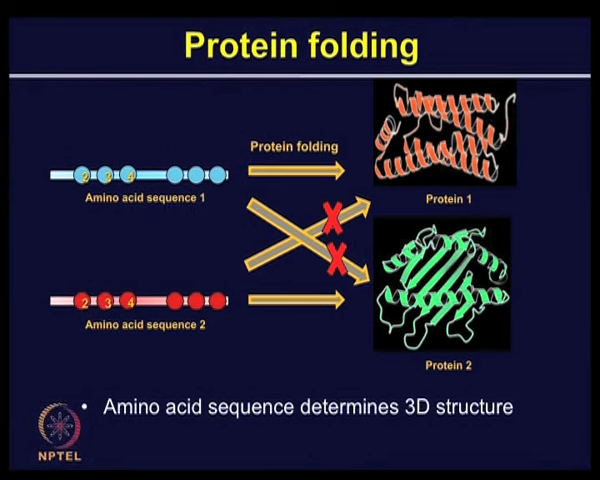 Protein folding
Protein folding
2 3 4
Amino acid sequence 1
Protein 1
2 3 4
Amino acid sequence 2
Protein 2
• Amino acid sequence determines 3D structure
NPTEL